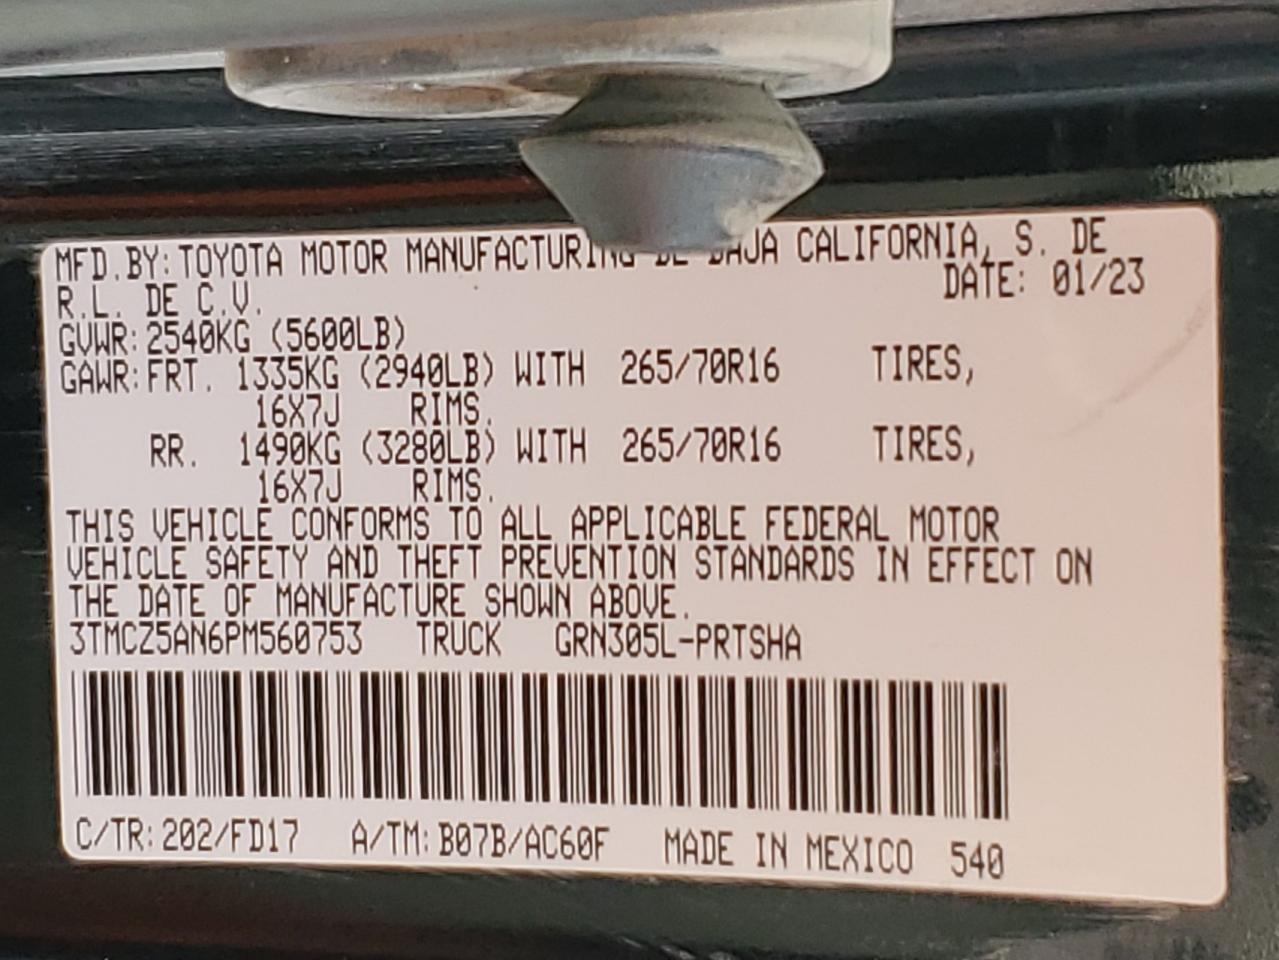 MFD.BY: TOYOTA MOTOR MANUFACTURING DE BAJA CALIFORNIA, S. DE
R.L. DE C.V. DATE: 01/23
GVWR: 2540KG (5600LB)
GAWR: FRT. 1335KG (2940LB) WITH 265/70R16 TIRES,
16X7J RIMS.
RR. 1490KG (3280LB) WITH 265/70R16 TIRES,
16X7J RIMS.
THIS VEHICLE CONFORMS TO ALL APPLICABLE FEDERAL MOTOR
VEHICLE SAFETY AND THEFT PREVENTION STANDARDS IN EFFECT ON
THE DATE OF MANUFACTURE SHOWN ABOVE.
3TMCZ5AN6PM560753 TRUCK GRN305L-PRTSHA
C/TR: 202/FD17 A/TM: B07B/AC60F MADE IN MEXICO 540